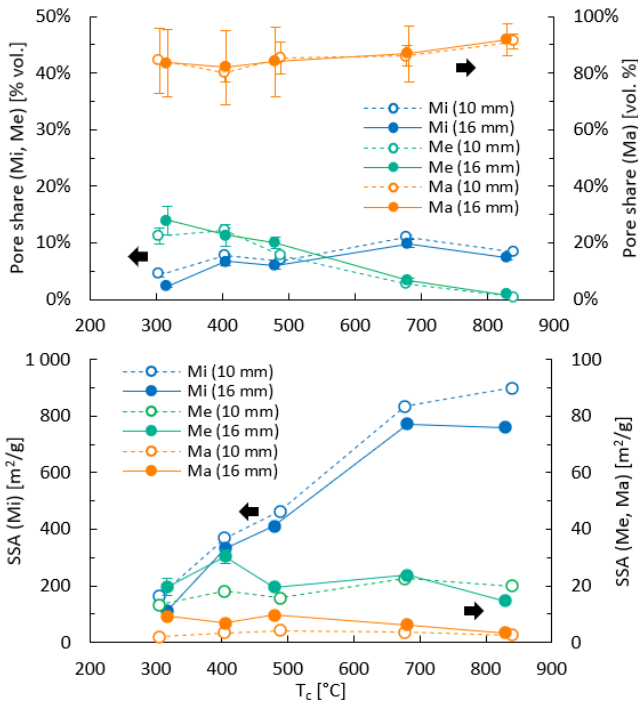 Pore share (Mi, Me) [% vol.]
50%
40%
30%
20%
10%
0%
100%
80%
60%
40%
20%
0%
Pore share (Ma) [vol. %]
Mi (10 mm)
Mi (16 mm)
Me (10 mm)
Me (16 mm)
Ma (10 mm)
Ma (16 mm)
200 300 400 500 600 700 800 900
SSA (Mi) [m²/g]
1 000
800
600
400
200
0
100
80
60
40
20
0
SSA (Me, Ma) [m²/g]
Mi (10 mm)
Mi (16 mm)
Me (10 mm)
Me (16 mm)
Ma (10 mm)
Ma (16 mm)
200 300 400 500 600 700 800 900
T_c [°C]